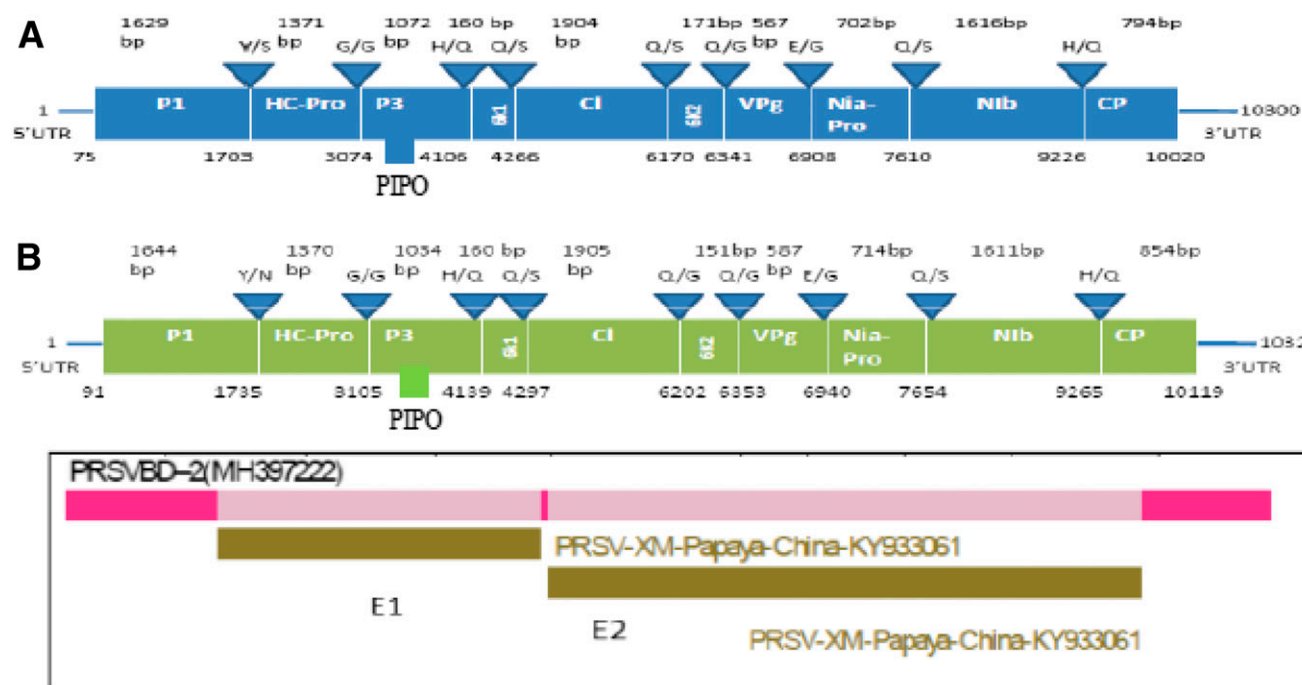 A
1629 1371 1072 160 bp 1904 171bp 567 702bp 1616bp 794bp
bp bp bp bp bp
V/S G/G H/Q Q/S Q/S Q/G E/G Q/S H/Q
1 P1 HC-Pro P3 6k1 CI 6K2 VPg Nia-Pro NIb CP 10300
5'UTR 3'UTR
75 1703 3074 4106 4266 6170 6341 6908 7610 9226 10020
PIPO
B
1644 1370 1034 160 bp 1905 151bp 587 714bp 1611bp 854bp
bp bp bp bp bp
Y/N G/G H/Q Q/S Q/G Q/G E/G Q/S H/Q
1 P1 HC-Pro P3 6k1 CI 6K2 VPg Nia-Pro NIb CP 1032
5'UTR 3'UTR
91 1735 3105 4139 4297 6202 6353 6940 7654 9265 10119
PIPO
PRSVBD-2(MH397222)
PRSV-XM-Papaya-China-KY933061
E1
E2
PRSV-XM-Papaya-China-KY933061